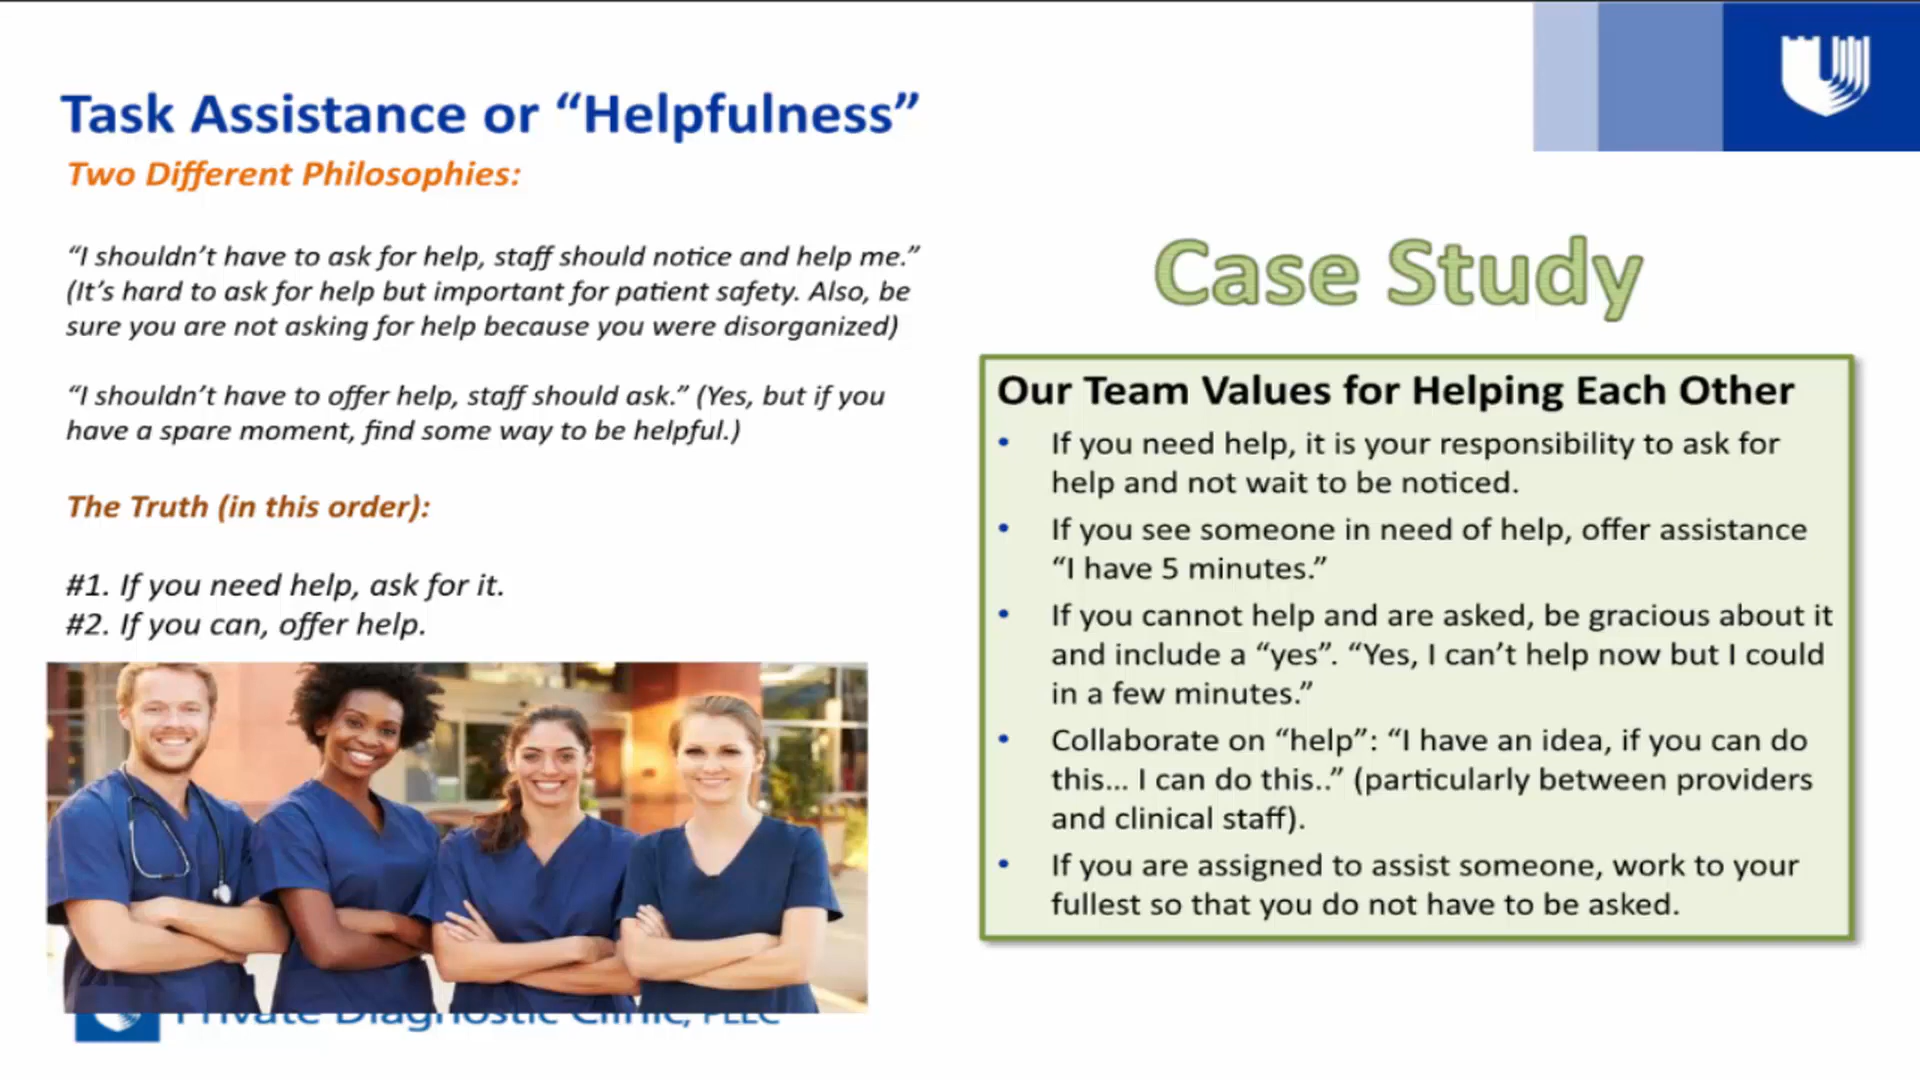 Task Assistance or “Helpfulness”
Two Different Philosophies:
“I shouldn’t have to ask for help, staff should notice and help me.”
(It’s hard to ask for help but important for patient safety. Also, be
sure you are not asking for help because you were disorganized)
“I shouldn’t have to offer help, staff should ask.” (Yes, but if you
have a spare moment, find some way to be helpful.)
The Truth (in this order):
#1. If you need help, ask for it.
#2. If you can, offer help.
Private Diagnostic Clinic, PLLC
Case Study
Our Team Values for Helping Each Other
• If you need help, it is your responsibility to ask for
help and not wait to be noticed.
• If you see someone in need of help, offer assistance
“I have 5 minutes.”
• If you cannot help and are asked, be gracious about it
and include a “yes”. “Yes, I can’t help now but I could
in a few minutes.”
• Collaborate on “help”: “I have an idea, if you can do
this... I can do this..” (particularly between providers
and clinical staff).
• If you are assigned to assist someone, work to your
fullest so that you do not have to be asked.